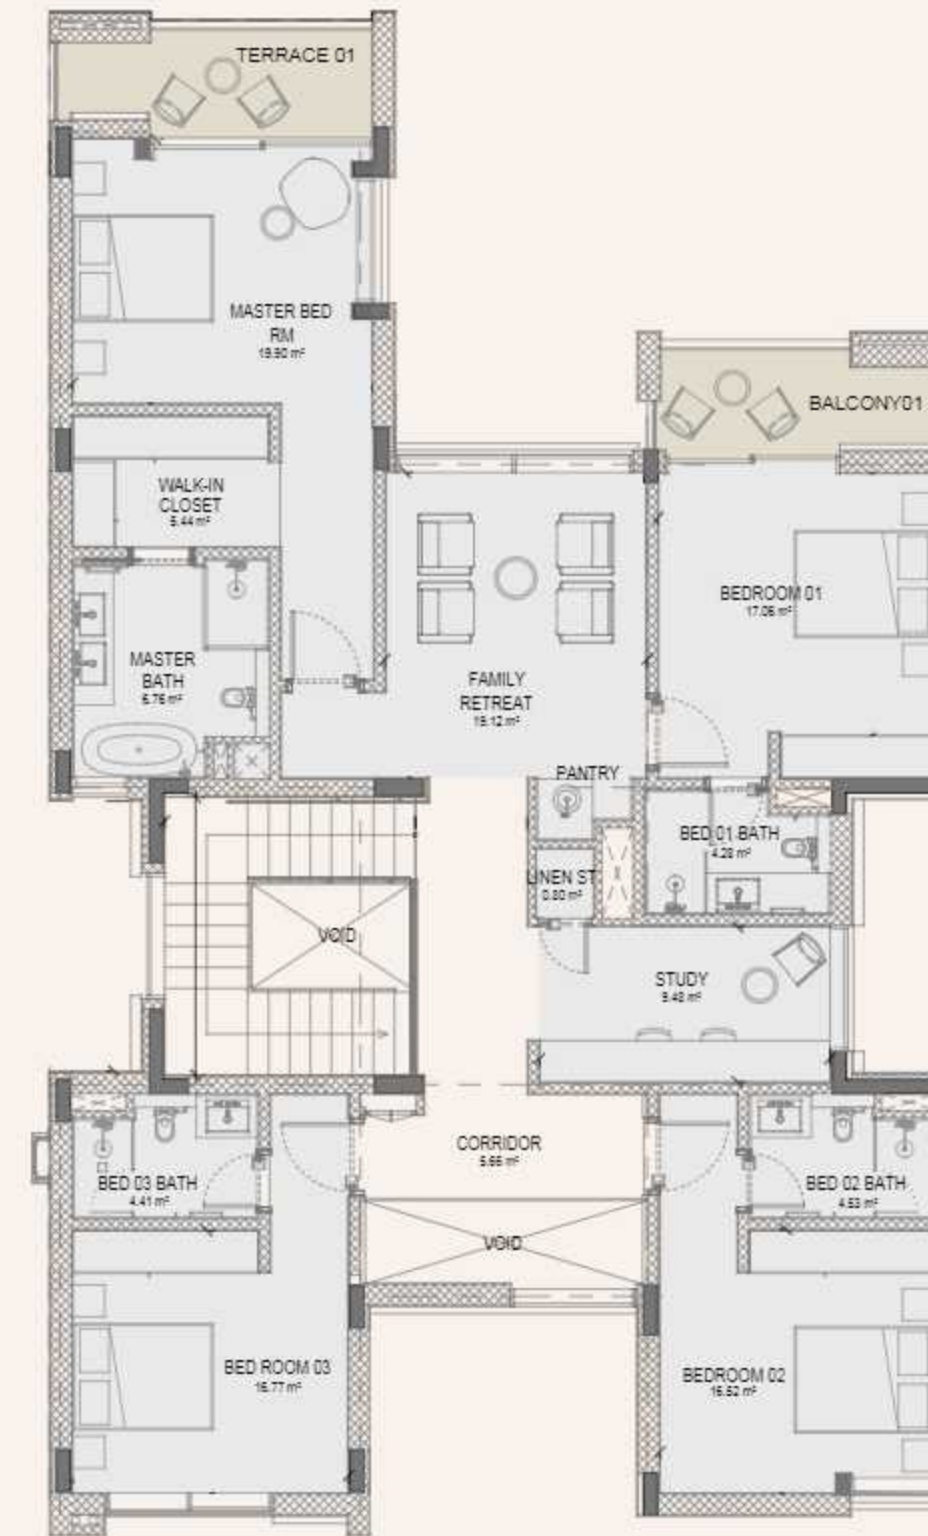 TERRACE 01
MASTER BED
RM
19.90 m²
BALCONY01
WALK-IN
CLOSET
5.44 m²
BEDROOM 01
17.06 m²
MASTER
BATH
6.76 m²
FAMILY
RETREAT
19.12 m²
PANTRY
BED 01 BATH
4.28 m²
LINEN ST
0.80 m²
VOID
STUDY
9.48 m²
CORRIDOR
5.66 m²
BED 03 BATH
4.41 m²
BED 02 BATH
4.53 m²
VOID
BED ROOM 03
16.77 m²
BEDROOM 02
16.52 m²